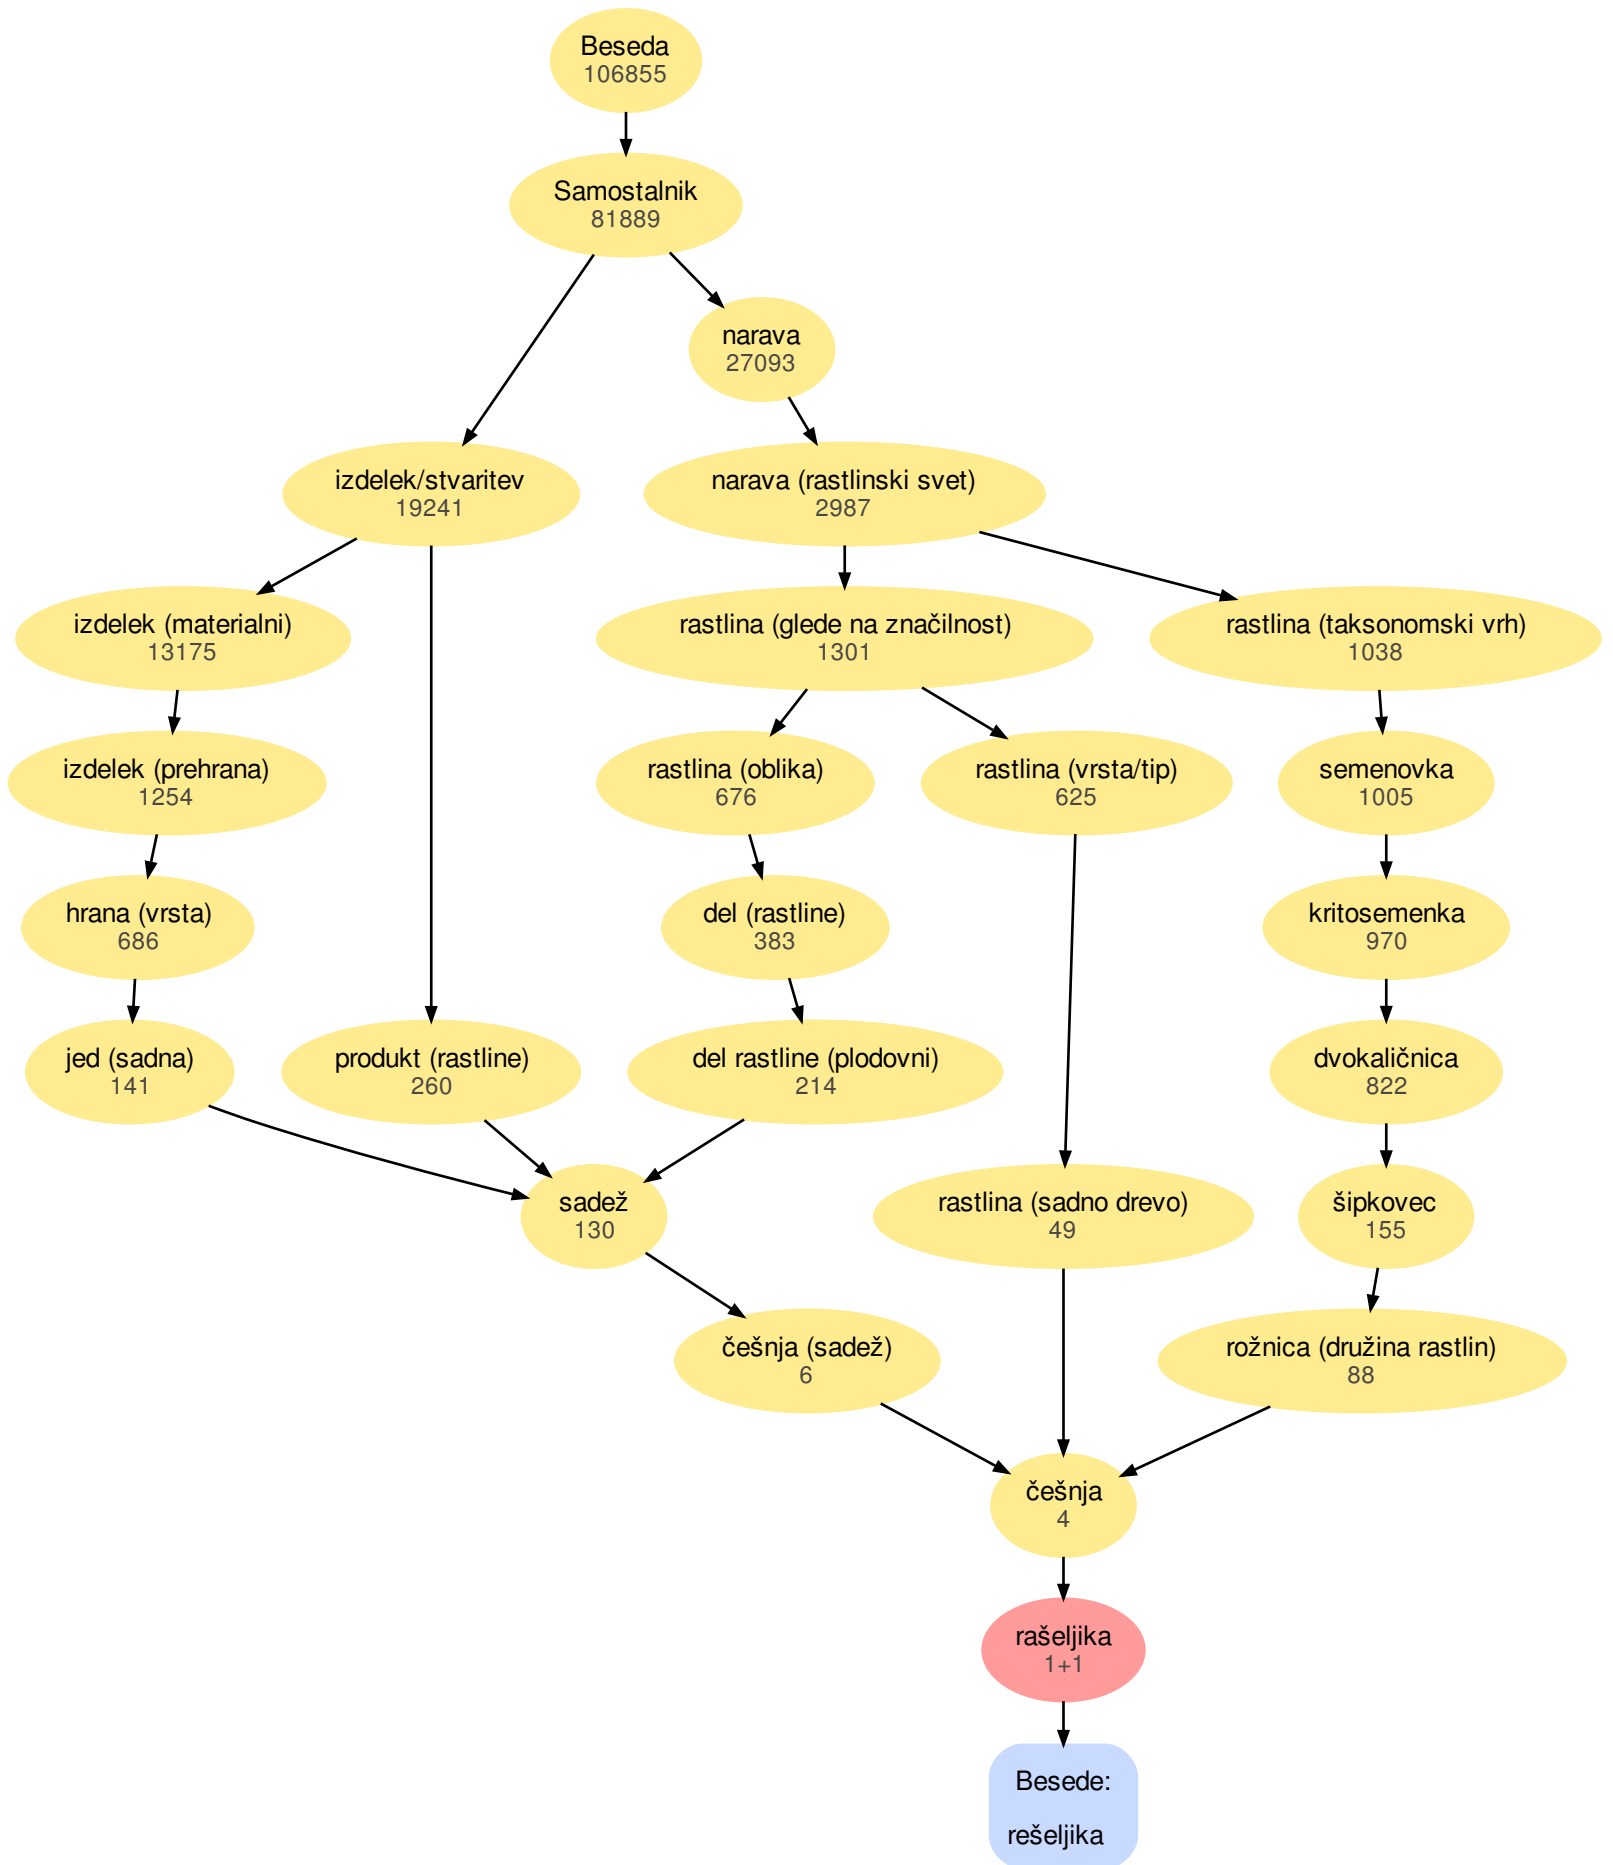 Beseda
106855
Samostalnik
81889
narava
27093
izdelek/stvaritev
19241
narava (rastlinski svet)
2987
izdelek (materialni)
13175
rastlina (glede na značilnost)
1301
rastlina (taksonomski vrh)
1038
izdelek (prehrana)
1254
rastlina (oblika)
676
rastlina (vrsta/tip)
625
semenovka
1005
hrana (vrsta)
686
del (rastline)
383
kritosemenka
970
jed (sadna)
141
produkt (rastline)
260
del rastline (plodovni)
214
dvokaličnica
822
sadež
130
rastlina (sadno drevo)
49
šipkovec
155
češnja (sadež)
6
rožnica (družina rastlin)
88
češnja
4
rašeljika
1+1
Besede:
rešeljika